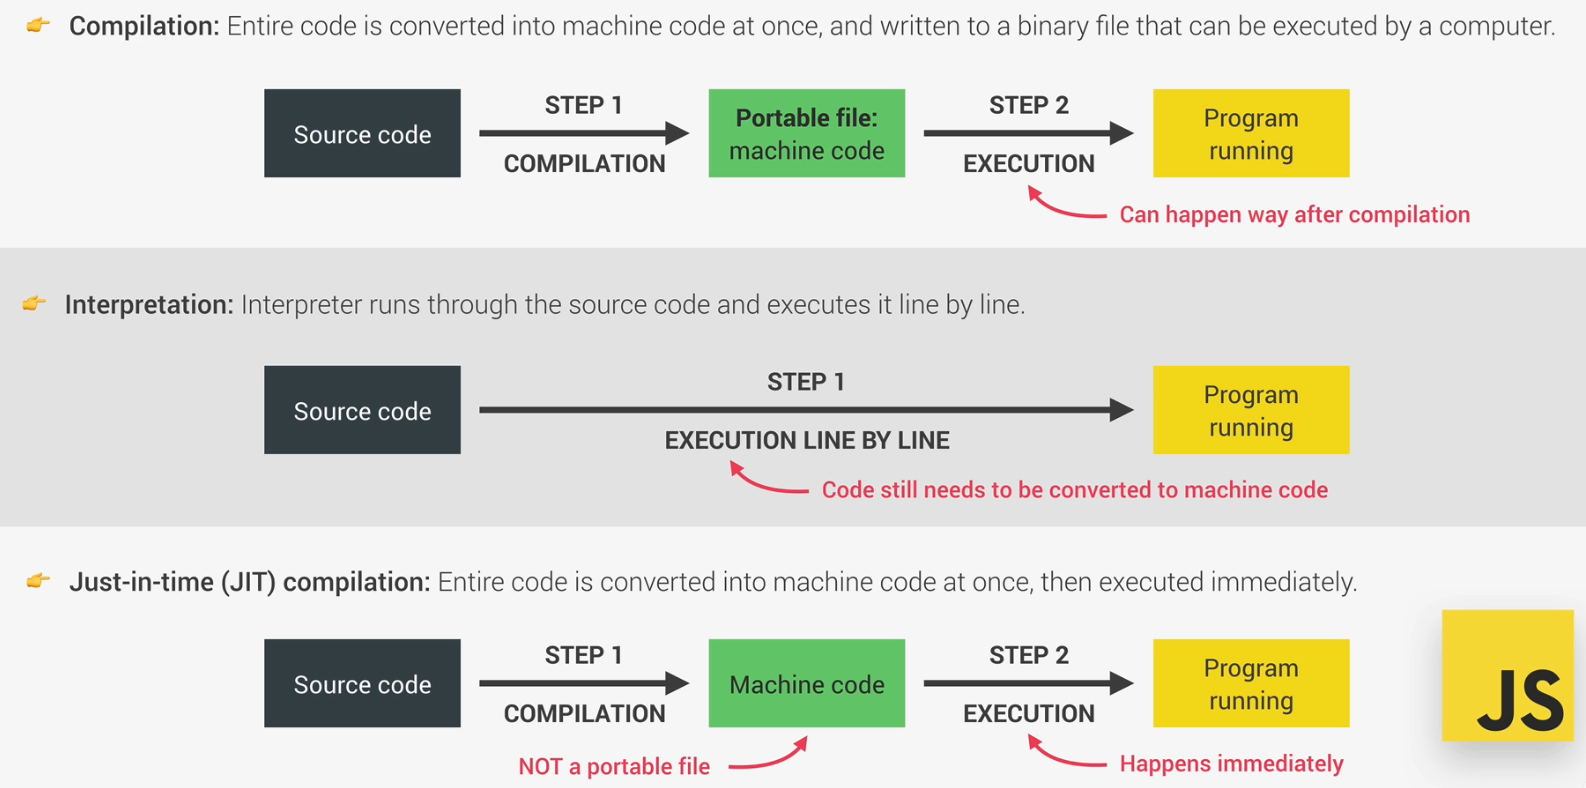 Compilation: Entire code is converted into machine code at once, and written to a binary file that can be executed by a computer.
Source code
STEP 1
COMPILATION
Portable file:
machine code
STEP 2
EXECUTION
Program
running
Can happen way after compilation
Interpretation: Interpreter runs through the source code and executes it line by line.
Source code
STEP 1
EXECUTION LINE BY LINE
Program
running
Code still needs to be converted to machine code
Just-in-time (JIT) compilation: Entire code is converted into machine code at once, then executed immediately.
Source code
STEP 1
COMPILATION
Machine code
STEP 2
EXECUTION
Program
running
NOT a portable file
Happens immediately
JS